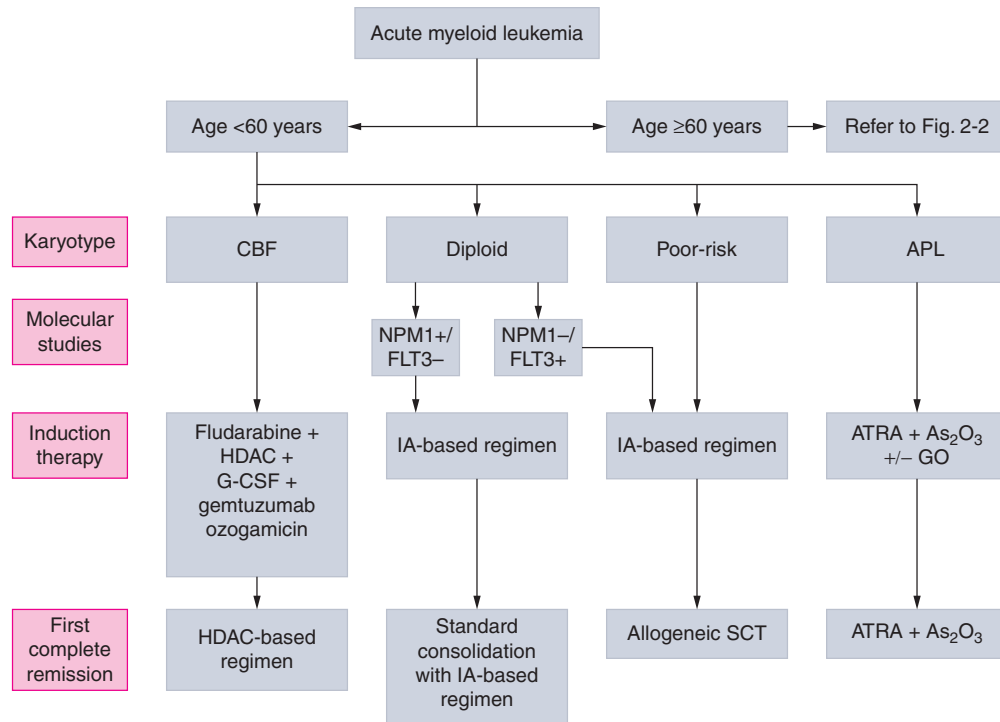 Acute myeloid leukemia
Age <60 years
Age ≥60 years
Refer to Fig. 2-2
Karyotype
CBF
Diploid
Poor-risk
APL
Molecular
studies
NPM1+/
FLT3–
NPM1–/
FLT3+
Induction
therapy
Fludarabine +
HDAC +
G-CSF +
gemtuzumab
ozogamicin
IA-based regimen
IA-based regimen
ATRA + As₂O₃
+/– GO
First
complete
remission
HDAC-based
regimen
Standard
consolidation
with IA-based
regimen
Allogeneic SCT
ATRA + As₂O₃